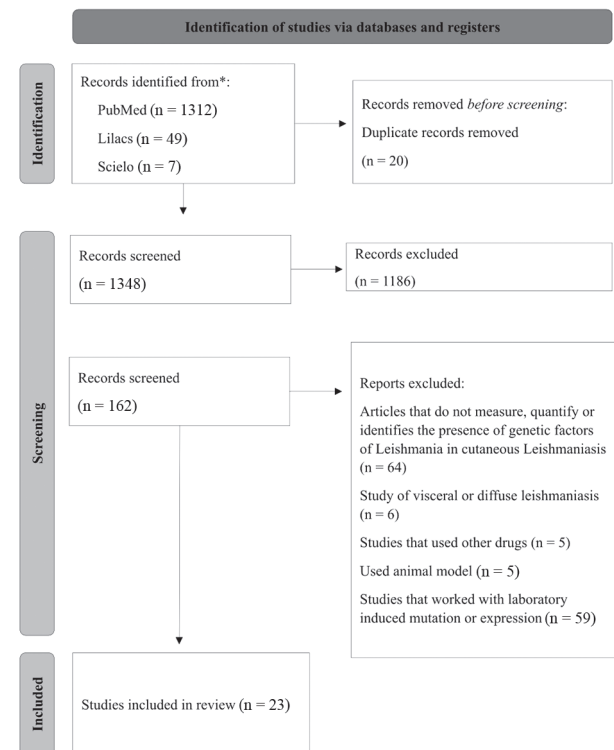 Identification of studies via databases and registers
Identification
Records identified from*:
PubMed (n = 1312)
Lilacs (n = 49)
Scielo (n = 7)
Records removed before screening:
Duplicate records removed
(n = 20)
Screening
Records screened
(n = 1348)
Records excluded
(n = 1186)
Records screened
(n = 162)
Reports excluded:
Articles that do not measure, quantify or
identifies the presence of genetic factors
of Leishmania in cutaneous Leishmaniasis
(n = 64)
Study of visceral or diffuse leishmaniasis
(n = 6)
Studies that used other drugs (n = 5)
Used animal model (n = 5)
Studies that worked with laboratory
induced mutation or expression (n = 59)
Included
Studies included in review (n = 23)